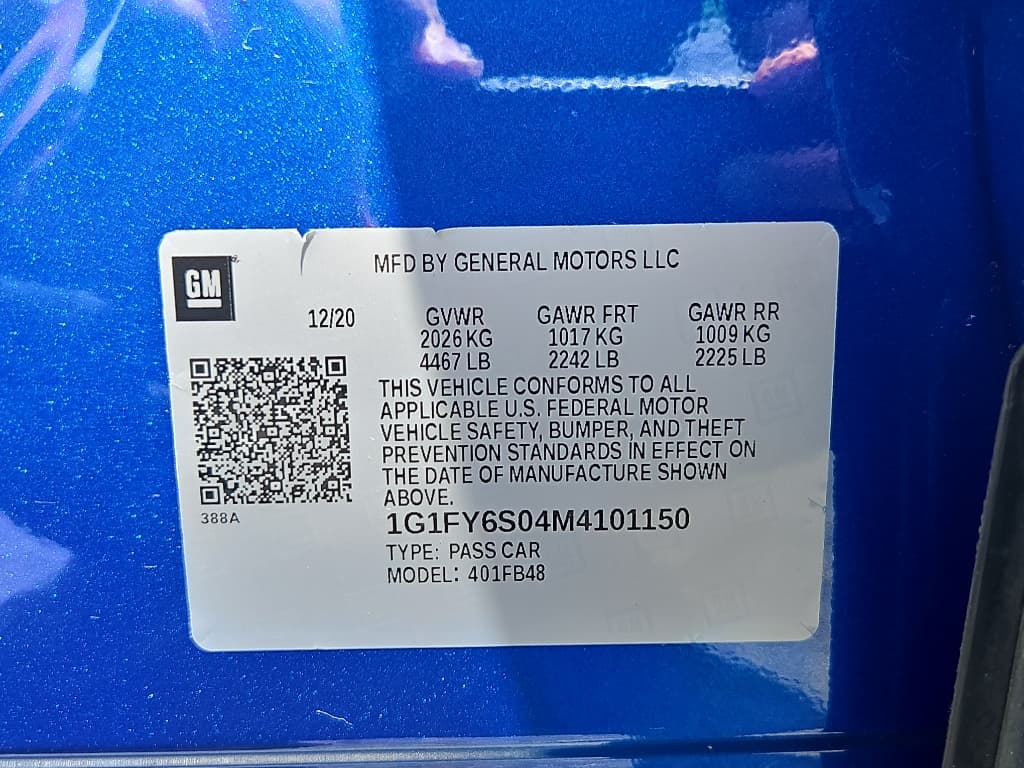 GM
MFD BY GENERAL MOTORS LLC
12/20 GVWR GAWR FRT GAWR RR
2026 KG 1017 KG 1009 KG
4467 LB 2242 LB 2225 LB
THIS VEHICLE CONFORMS TO ALL
APPLICABLE U.S. FEDERAL MOTOR
VEHICLE SAFETY, BUMPER, AND THEFT
PREVENTION STANDARDS IN EFFECT ON
THE DATE OF MANUFACTURE SHOWN
ABOVE.
388A
1G1FY6S04M4101150
TYPE: PASS CAR
MODEL: 401FB48